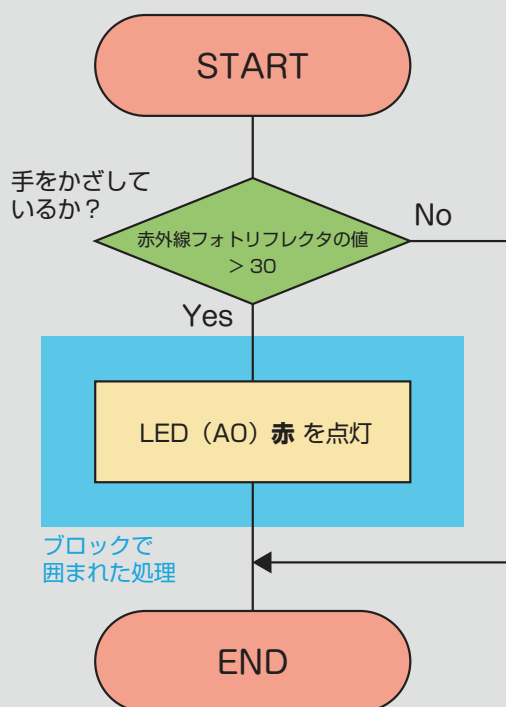 START
手をかざして
いるか？
赤外線フォトリフレクタの値
> 30
No
Yes
LED（A0）赤 を点灯
ブロックで
囲まれた処理
END